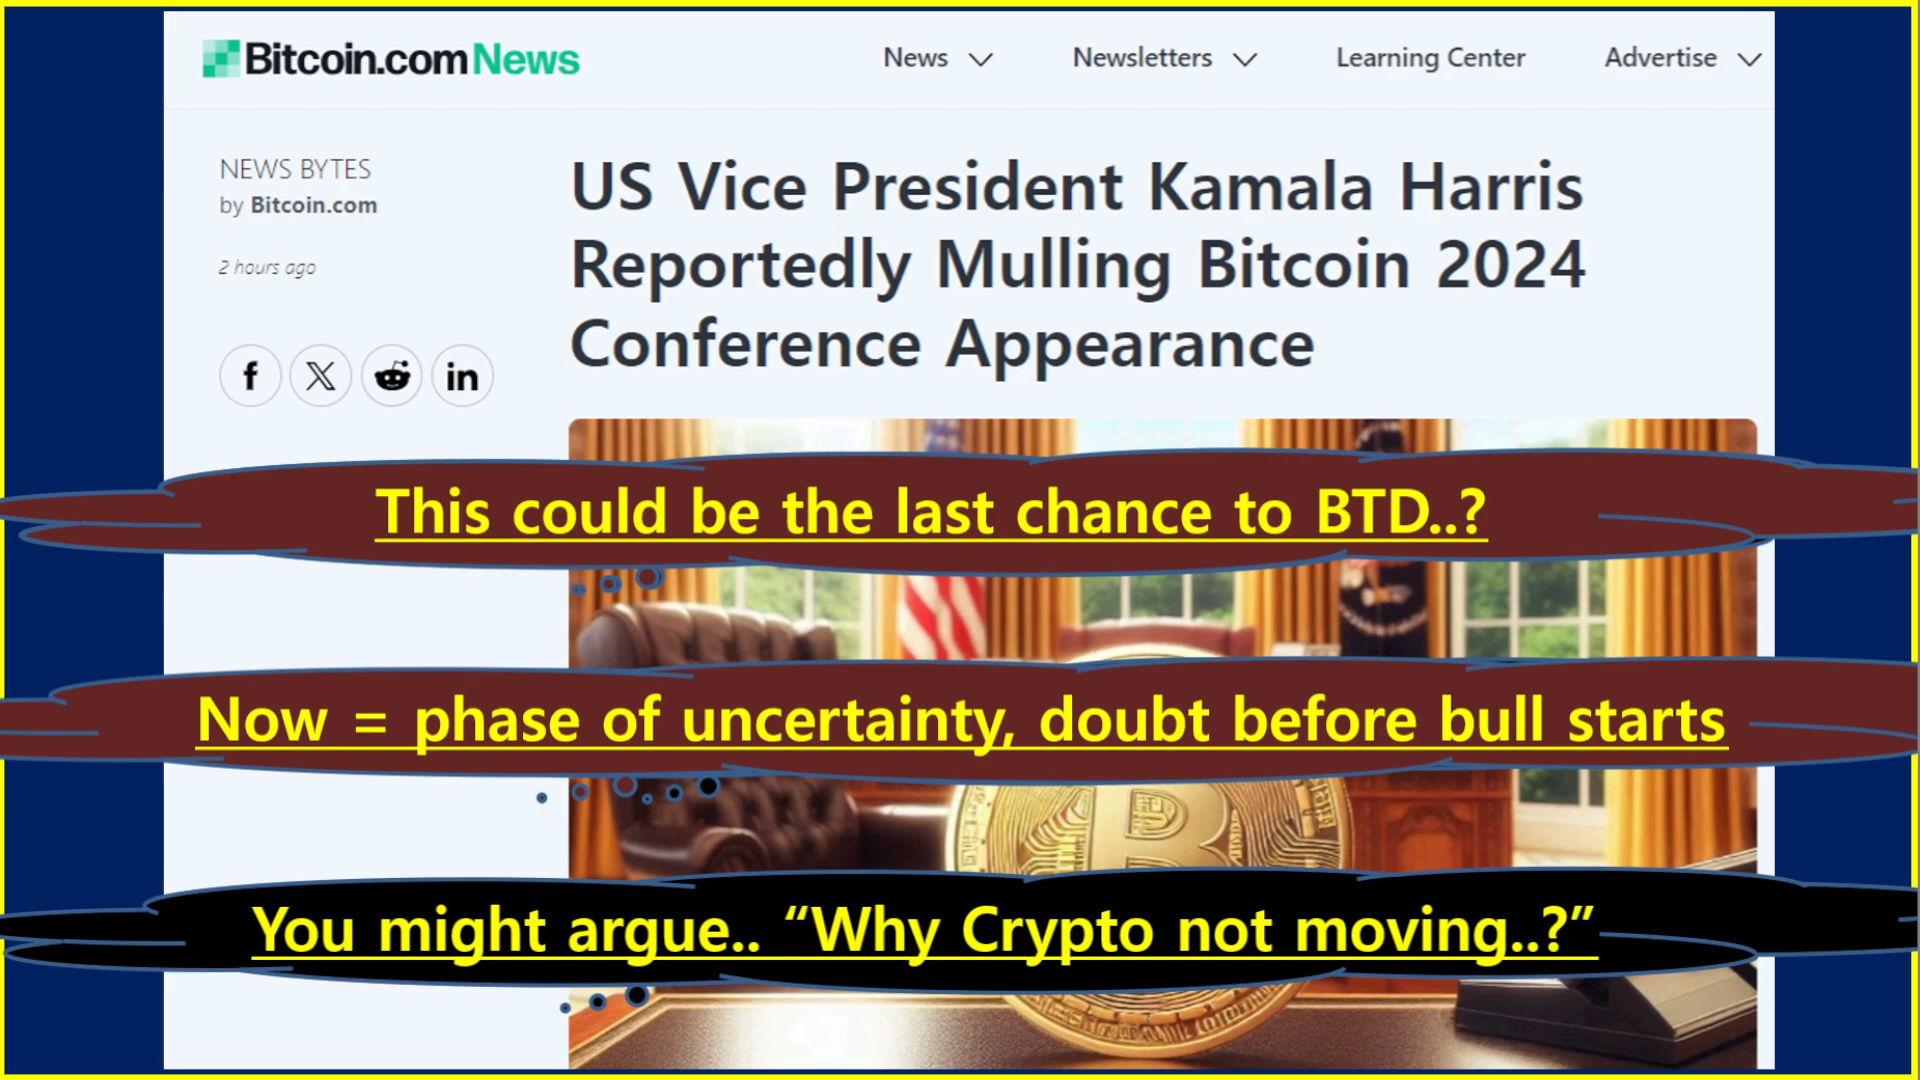 Bitcoin.com News
News
Newsletters
Learning Center
Advertise
NEWS BYTES
by Bitcoin.com
2 hours ago
US Vice President Kamala Harris
Reportedly Mulling Bitcoin 2024
Conference Appearance
This could be the last chance to BTD..?
Now = phase of uncertainty, doubt before bull starts
You might argue.. “Why Crypto not moving..?”